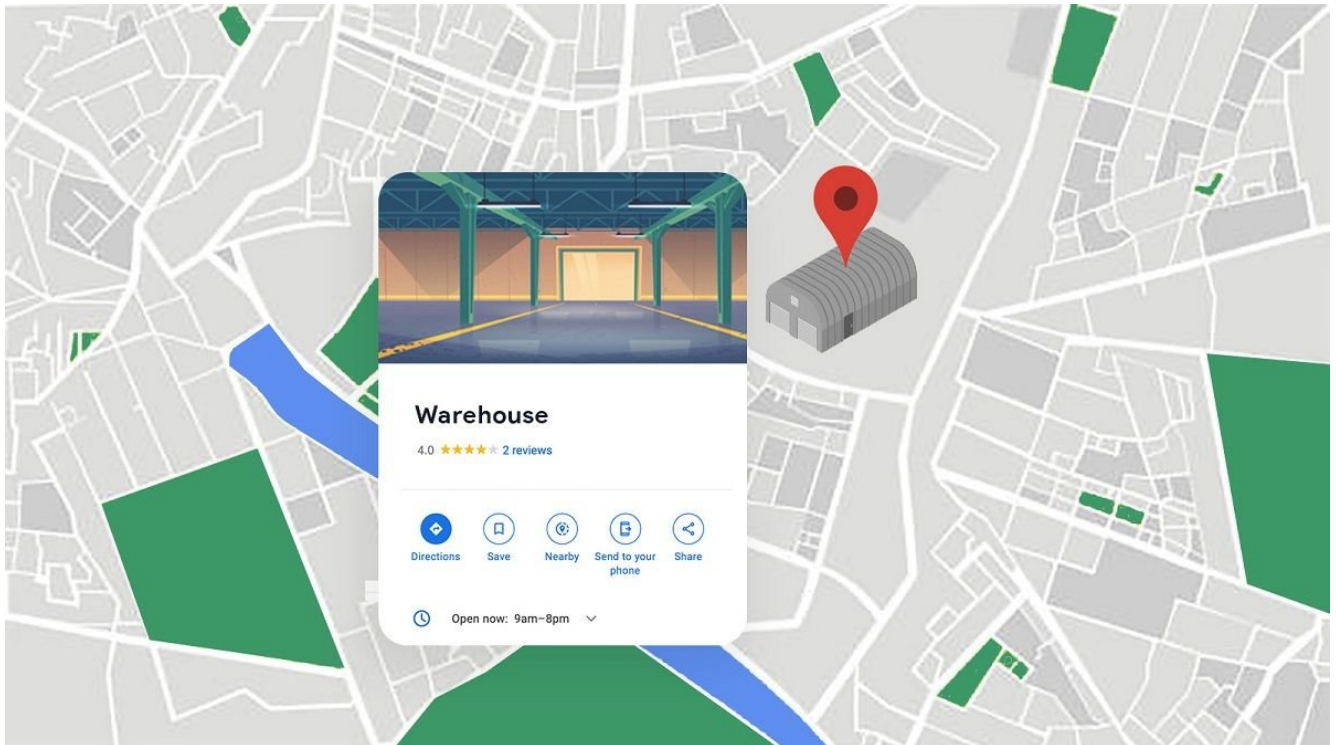 Warehouse
4.0 2 reviews
Directions Save Nearby Send to your phone Share
Open now: 9am–8pm